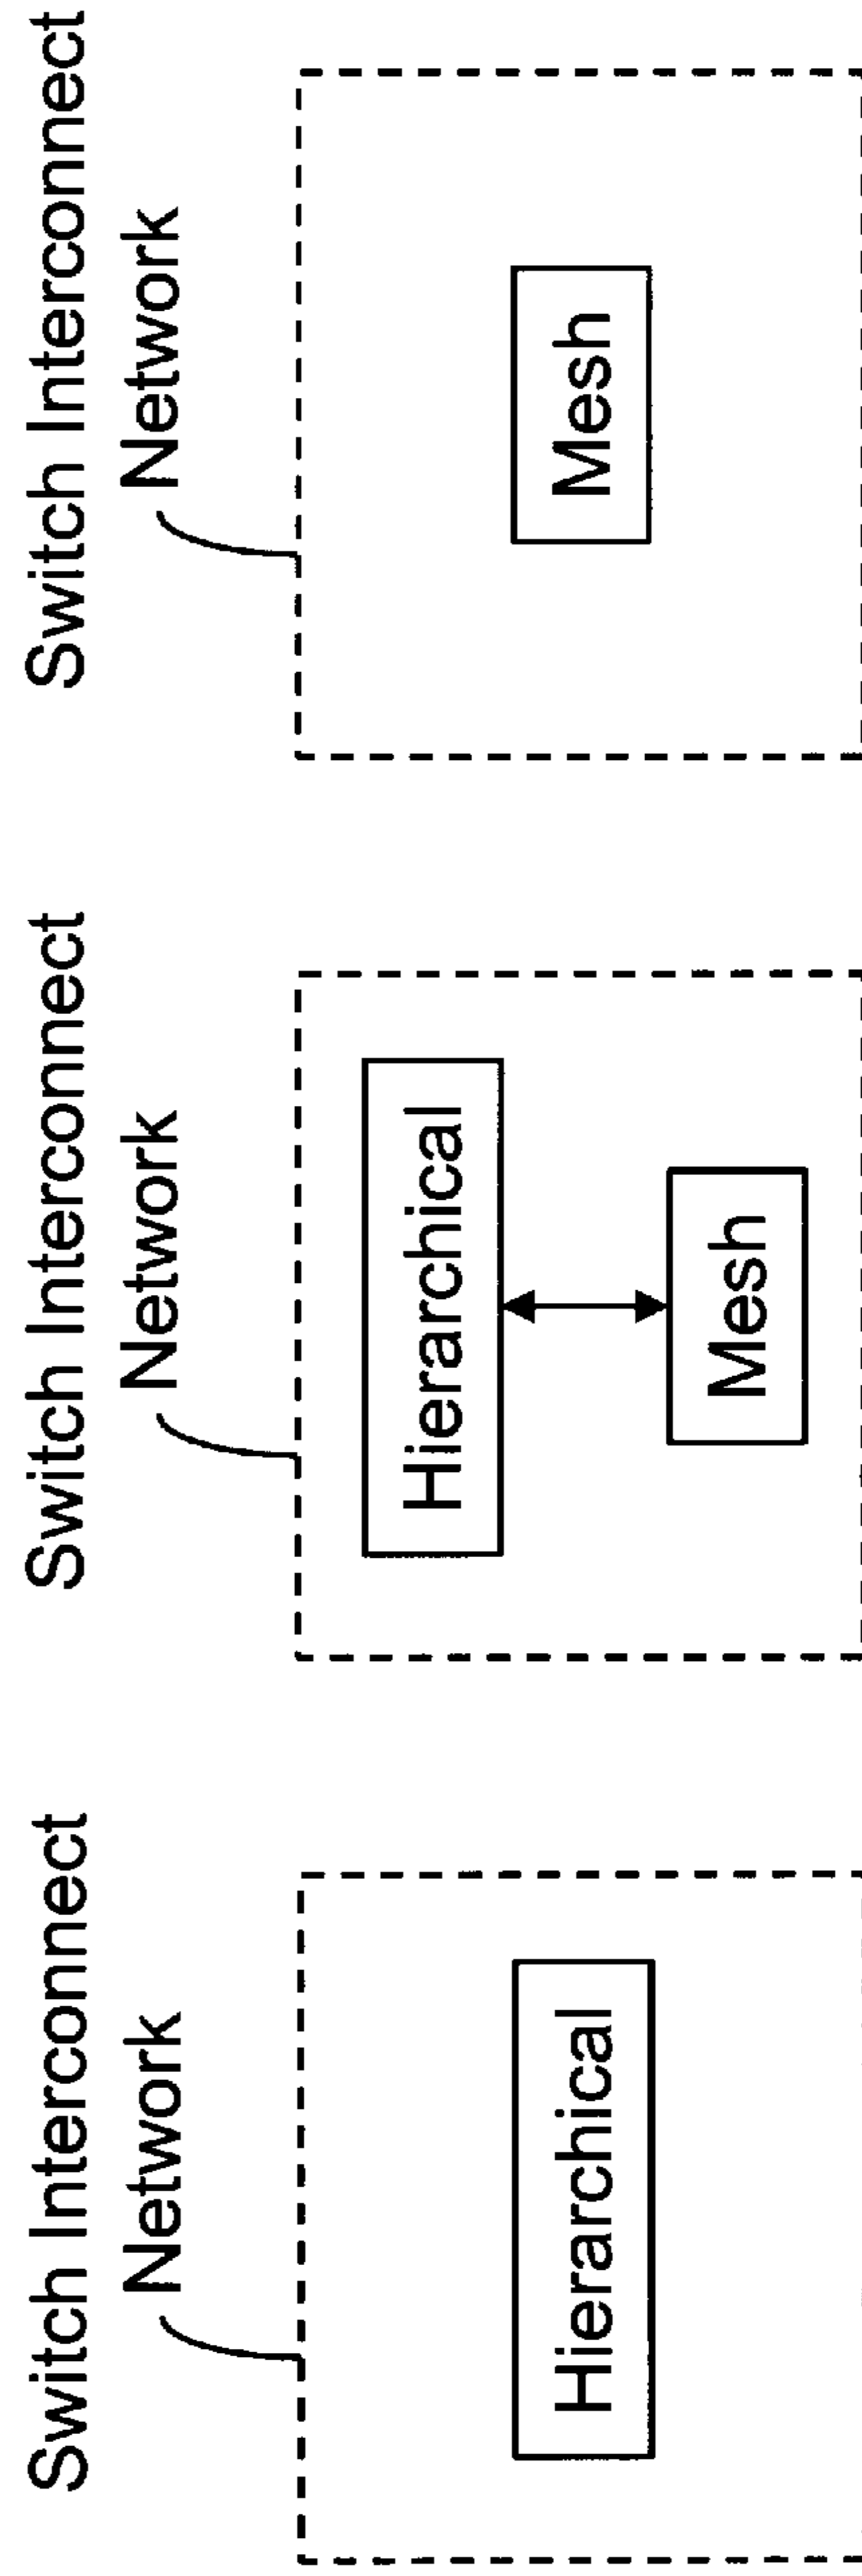 Switch Interconnect
Network
Hierarchical
Switch Interconnect
Network
Hierarchical
Mesh
Switch Interconnect
Network
Mesh